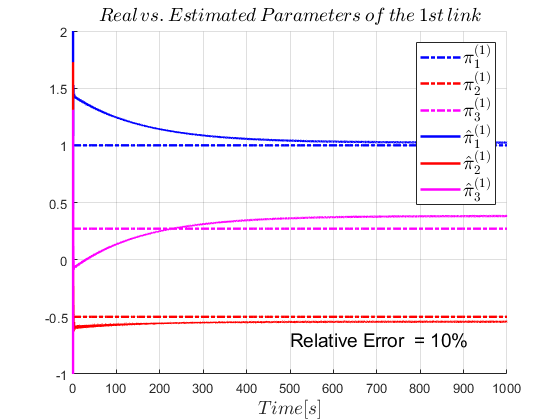 Real vs. Estimated Parameters of the 1st link
2
1.5
1
0.5
0
-0.5
-1
π₁⁽¹⁾
π₂⁽¹⁾
π₃⁽¹⁾
π̂₁⁽¹⁾
π̂₂⁽¹⁾
π̂₃⁽¹⁾
Relative Error = 10%
0 100 200 300 400 500 600 700 800 900 1000
Time[s]